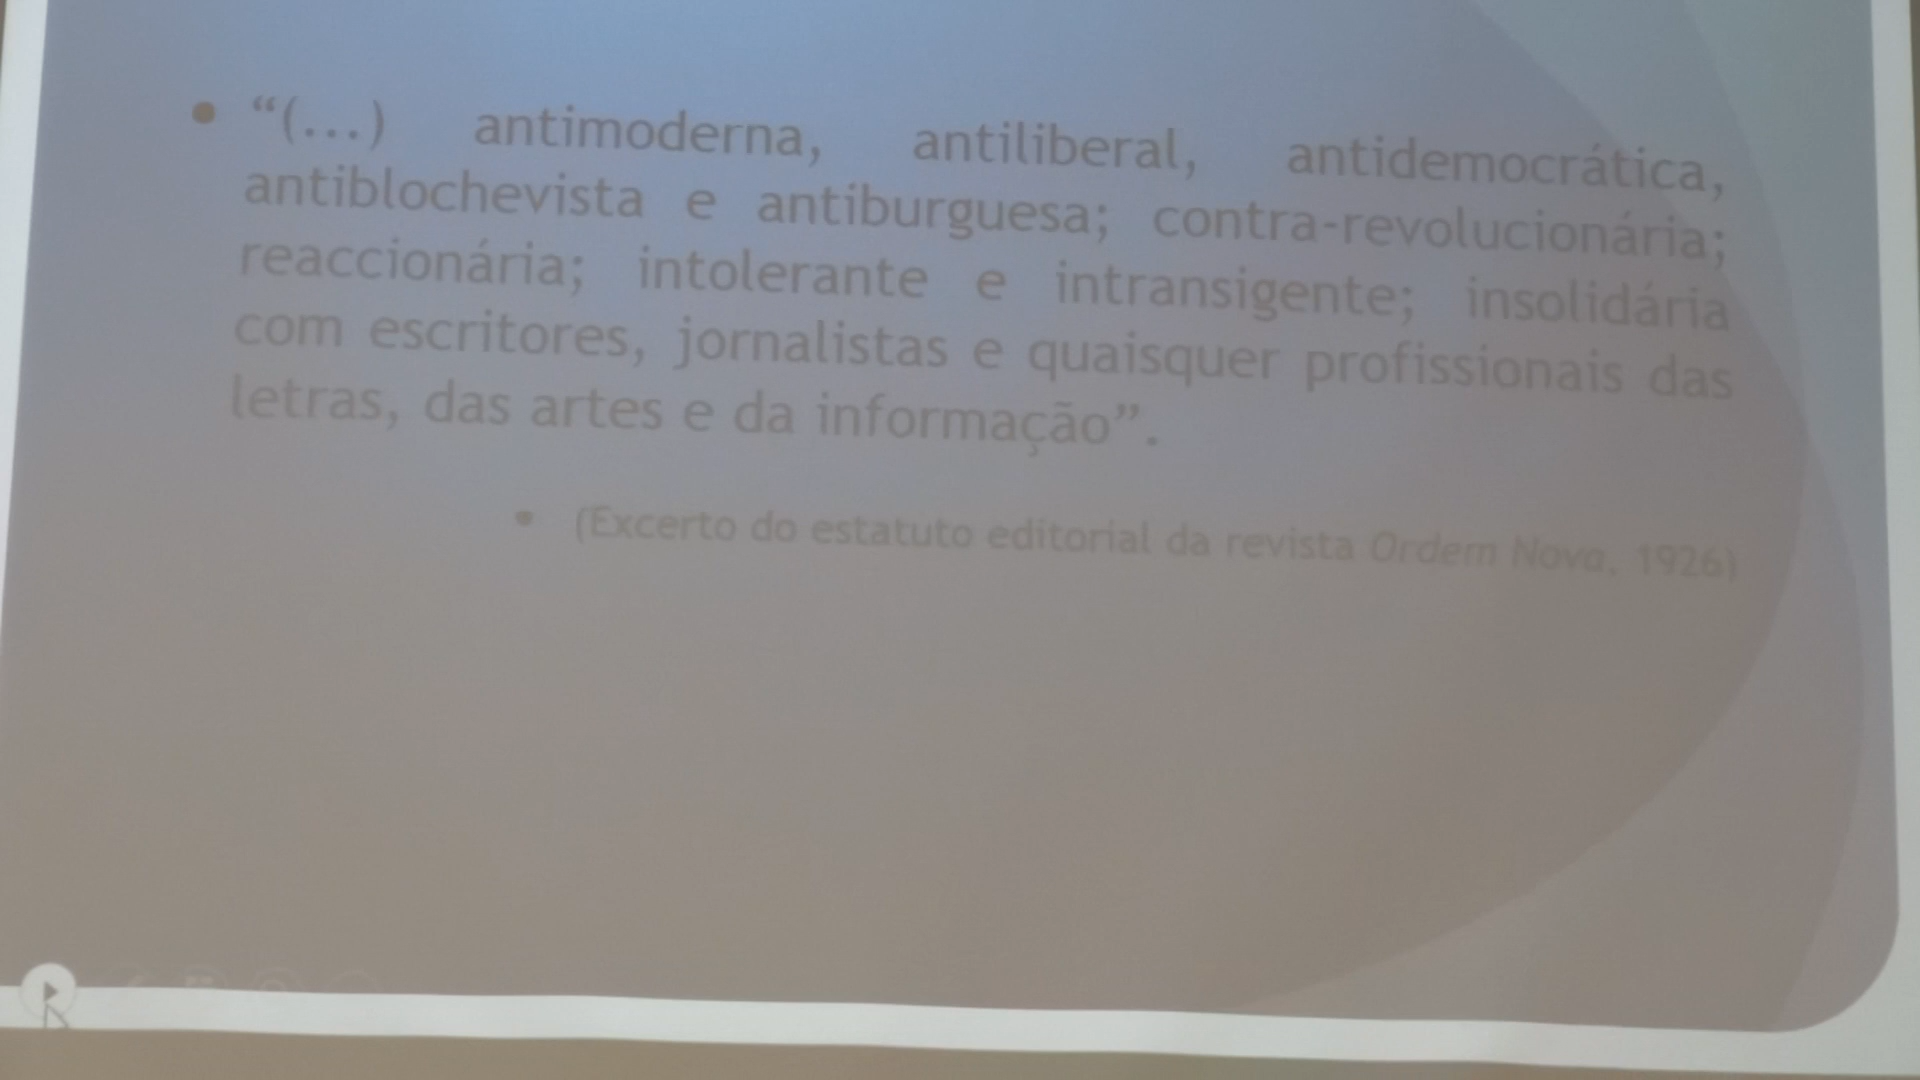 • “(...) antimoderna, antiliberal, antidemocrática,
antiblochevista e antiburguesa; contra-revolucionária;
reaccionária; intolerante e intransigente; insolidária
com escritores, jornalistas e quaisquer profissionais das
letras, das artes e da informação”.
• (Excerto do estatuto editorial da revista Ordem Nova, 1926)